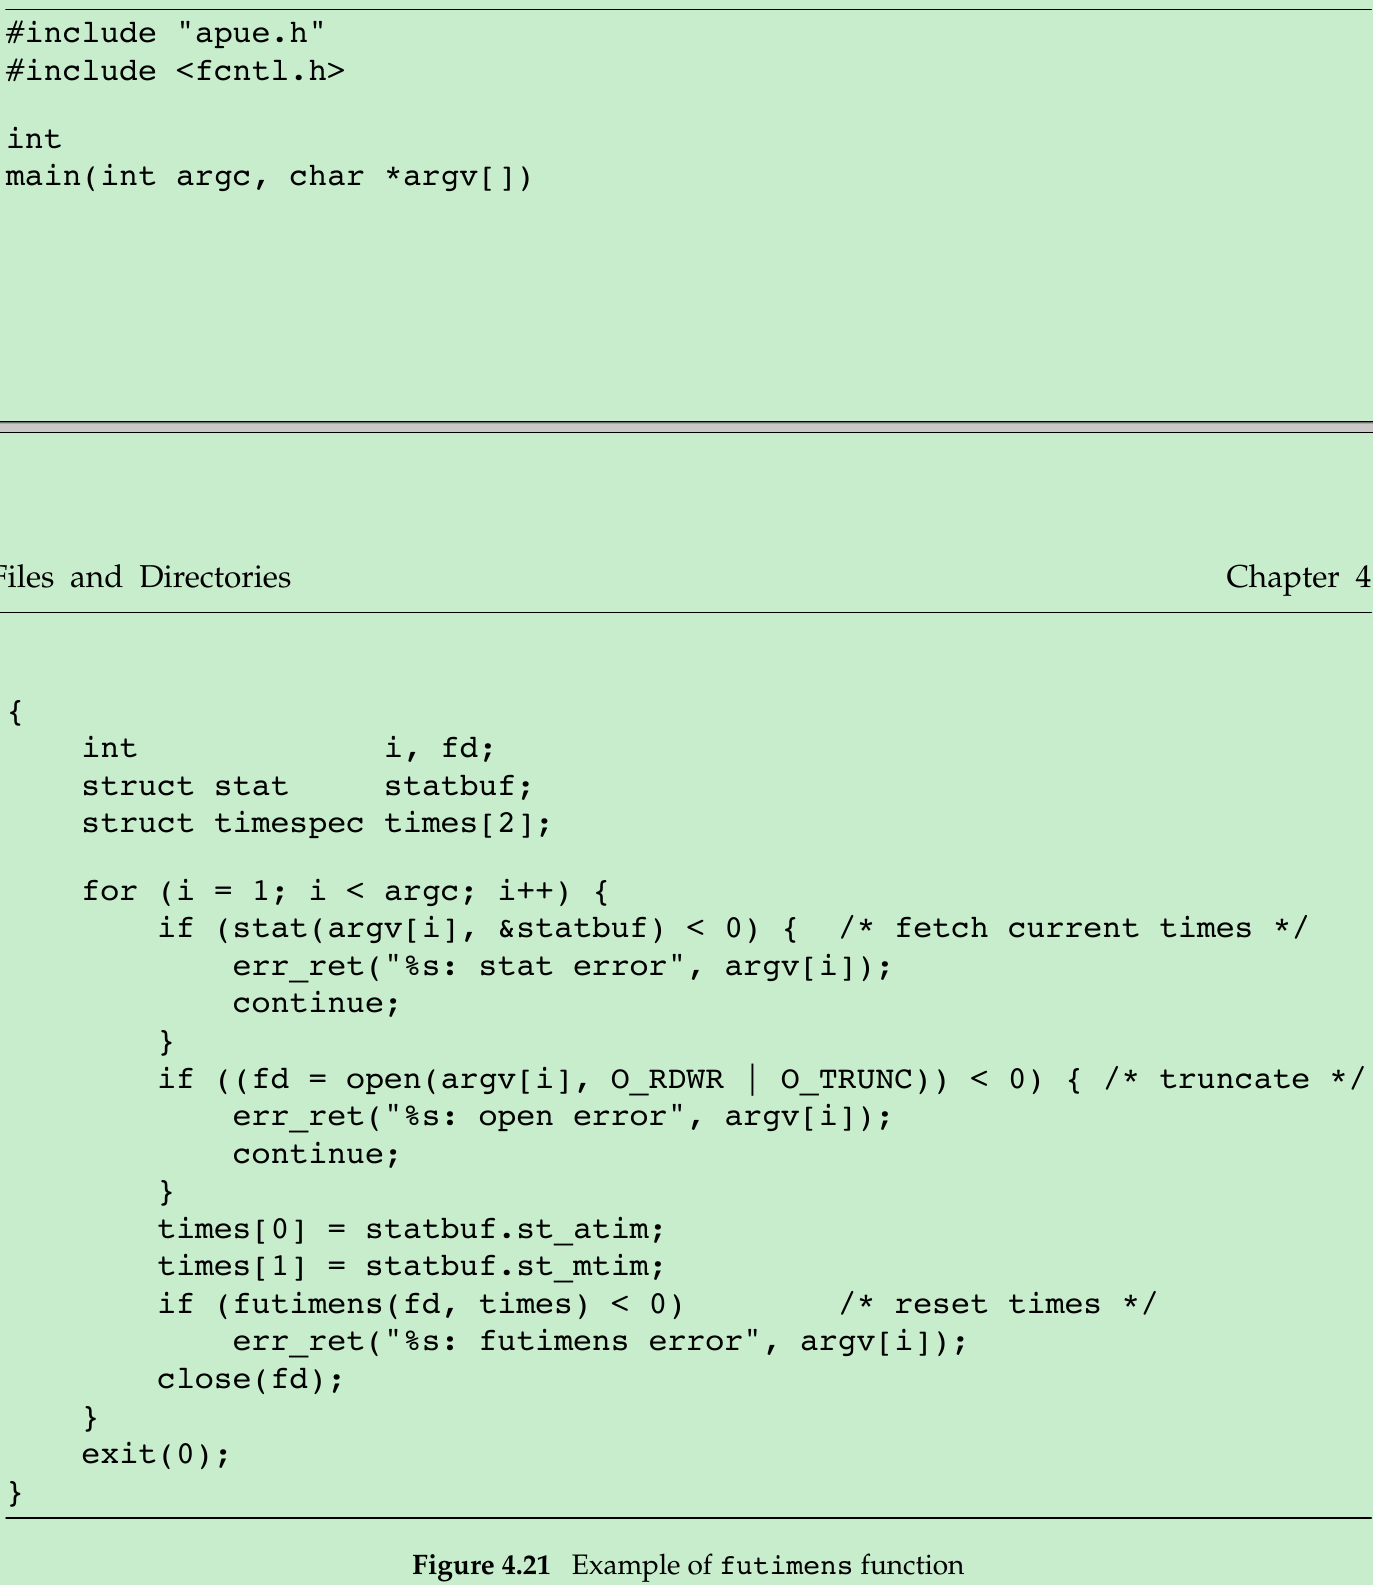 #include "apue.h"
#include <fcntl.h>
int
main(int argc, char *argv[])
Files and Directories
Chapter 4
{
    int             i, fd;
    struct stat     statbuf;
    struct timespec times[2];
    for (i = 1; i < argc; i++) {
        if (stat(argv[i], &statbuf) < 0) {  /* fetch current times */
            err_ret("%s: stat error", argv[i]);
            continue;
        }
        if ((fd = open(argv[i], O_RDWR | O_TRUNC)) < 0) { /* truncate */
            err_ret("%s: open error", argv[i]);
            continue;
        }
        times[0] = statbuf.st_atim;
        times[1] = statbuf.st_mtim;
        if (futimens(fd, times) < 0)        /* reset times */
            err_ret("%s: futimens error", argv[i]);
        close(fd);
    }
    exit(0);
}
Figure 4.21 Example of futimens function